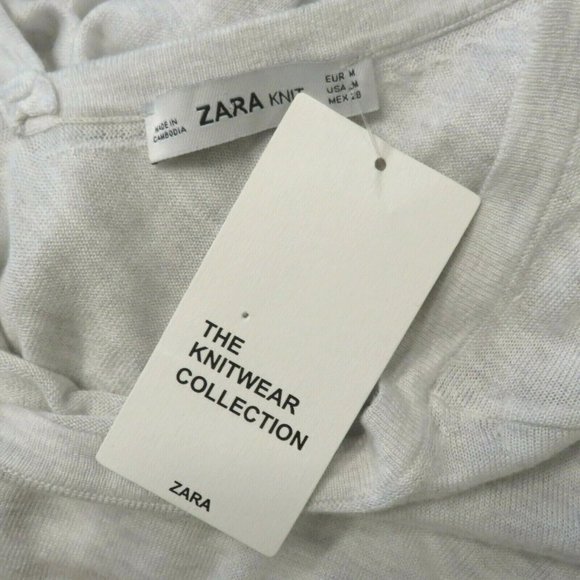 MADE IN
CAMBODIA
ZARA KNIT
EUR M
USA M
MEX 28
THE
KNITWEAR
COLLECTION
ZARA